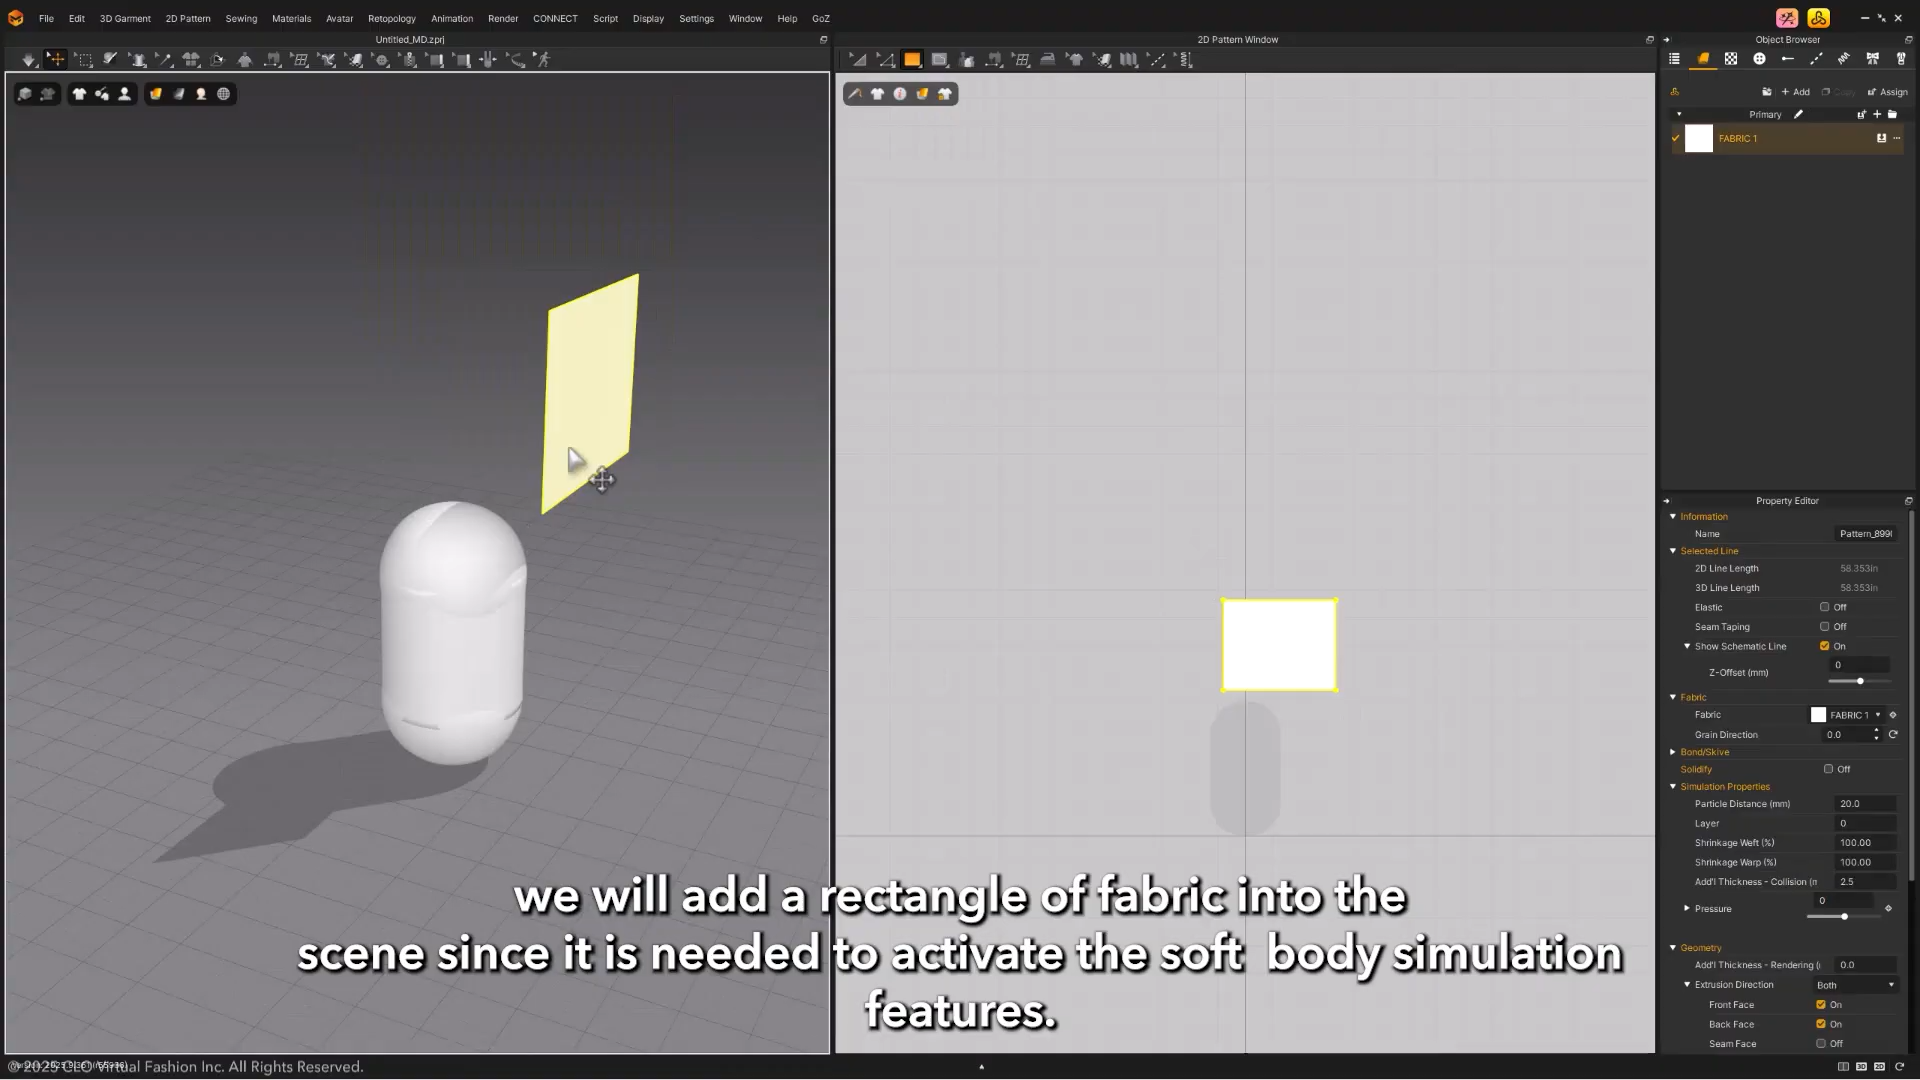 File Edit 3D Garment 2D Pattern Sewing Materials Avatar Retopology Animation Render CONNECT Script Display Settings Window Help GoZ
Untitled_MD.zprj
2D Pattern Window
Object Browser
+ Add Copy Assign
Primary
FABRIC 1
Property Editor
Information
Name Pattern_899
Selected Line
2D Line Length 58.353in
3D Line Length 58.353in
Elastic Off
Seam Taping Off
Show Schematic Line On
Z-Offset (mm) 0
Fabric
Fabric FABRIC 1
Grain Direction 0.0
Bond/Skive
Solidify Off
Simulation Properties
Particle Distance (mm) 20.0
Layer 0
Shrinkage Weft (%) 100.00
Shrinkage Warp (%) 100.00
Add'l Thickness - Collision (m 2.5
Pressure 0
Geometry
Add'l Thickness - Rendering ( 0.0
Extrusion Direction Both
Front Face On
Back Face On
Seam Face Off
we will add a rectangle of fabric into the
scene since it is needed to activate the soft body simulation
features.
© 2025 CLO Virtual Fashion Inc. All Rights Reserved.